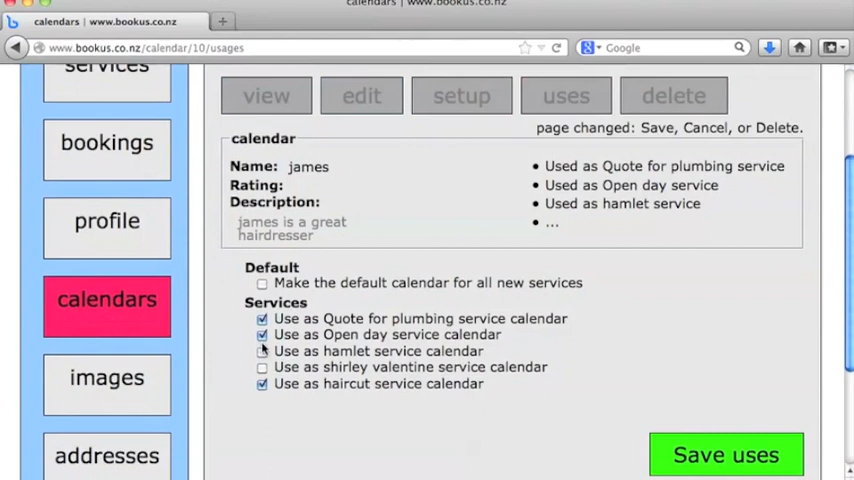 calendars | www.bookus.co.nz
calendars | www.bookus.co.nz
www.bookus.co.nz/calendar/10/usages
Google
services
bookings
profile
calendars
images
addresses
view edit setup uses delete
page changed: Save, Cancel, or Delete.
calendar
Name: james
Rating:
Description:
james is a great
hairdresser
• Used as Quote for plumbing service
• Used as Open day service
• Used as hamlet service
• ...
Default
Make the default calendar for all new services
Services
Use as Quote for plumbing service calendar
Use as Open day service calendar
Use as hamlet service calendar
Use as shirley valentine service calendar
Use as haircut service calendar
Save uses